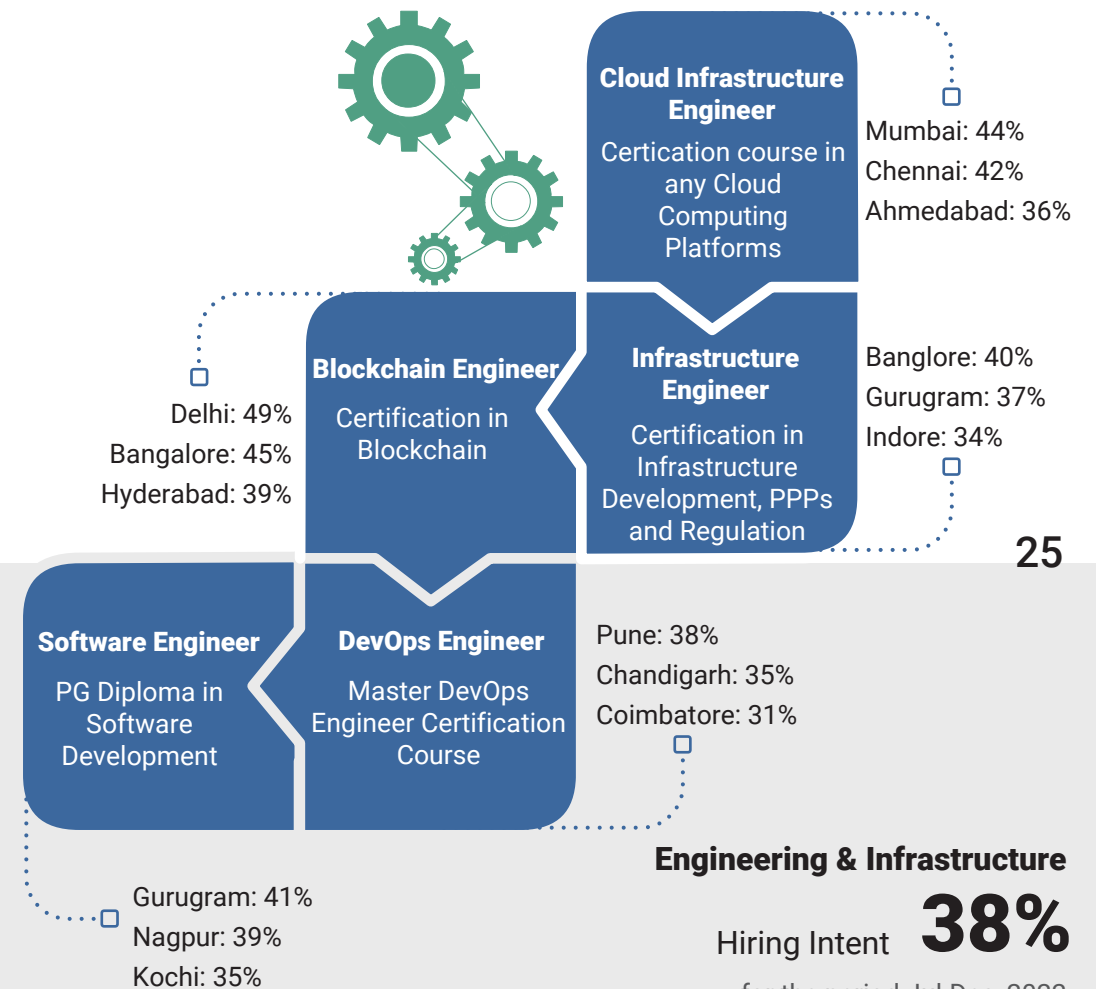 Cloud Infrastructure
Engineer
Certication course in
any Cloud
Computing
Platforms
Mumbai: 44%
Chennai: 42%
Ahmedabad: 36%
Blockchain Engineer
Certification in
Blockchain
Delhi: 49%
Bangalore: 45%
Hyderabad: 39%
Infrastructure
Engineer
Certification in
Infrastructure
Development, PPPs
and Regulation
Banglore: 40%
Gurugram: 37%
Indore: 34%
25
Software Engineer
PG Diploma in
Software
Development
DevOps Engineer
Master DevOps
Engineer Certification
Course
Pune: 38%
Chandigarh: 35%
Coimbatore: 31%
Gurugram: 41%
Nagpur: 39%
Kochi: 35%
Engineering & Infrastructure
Hiring Intent 38%